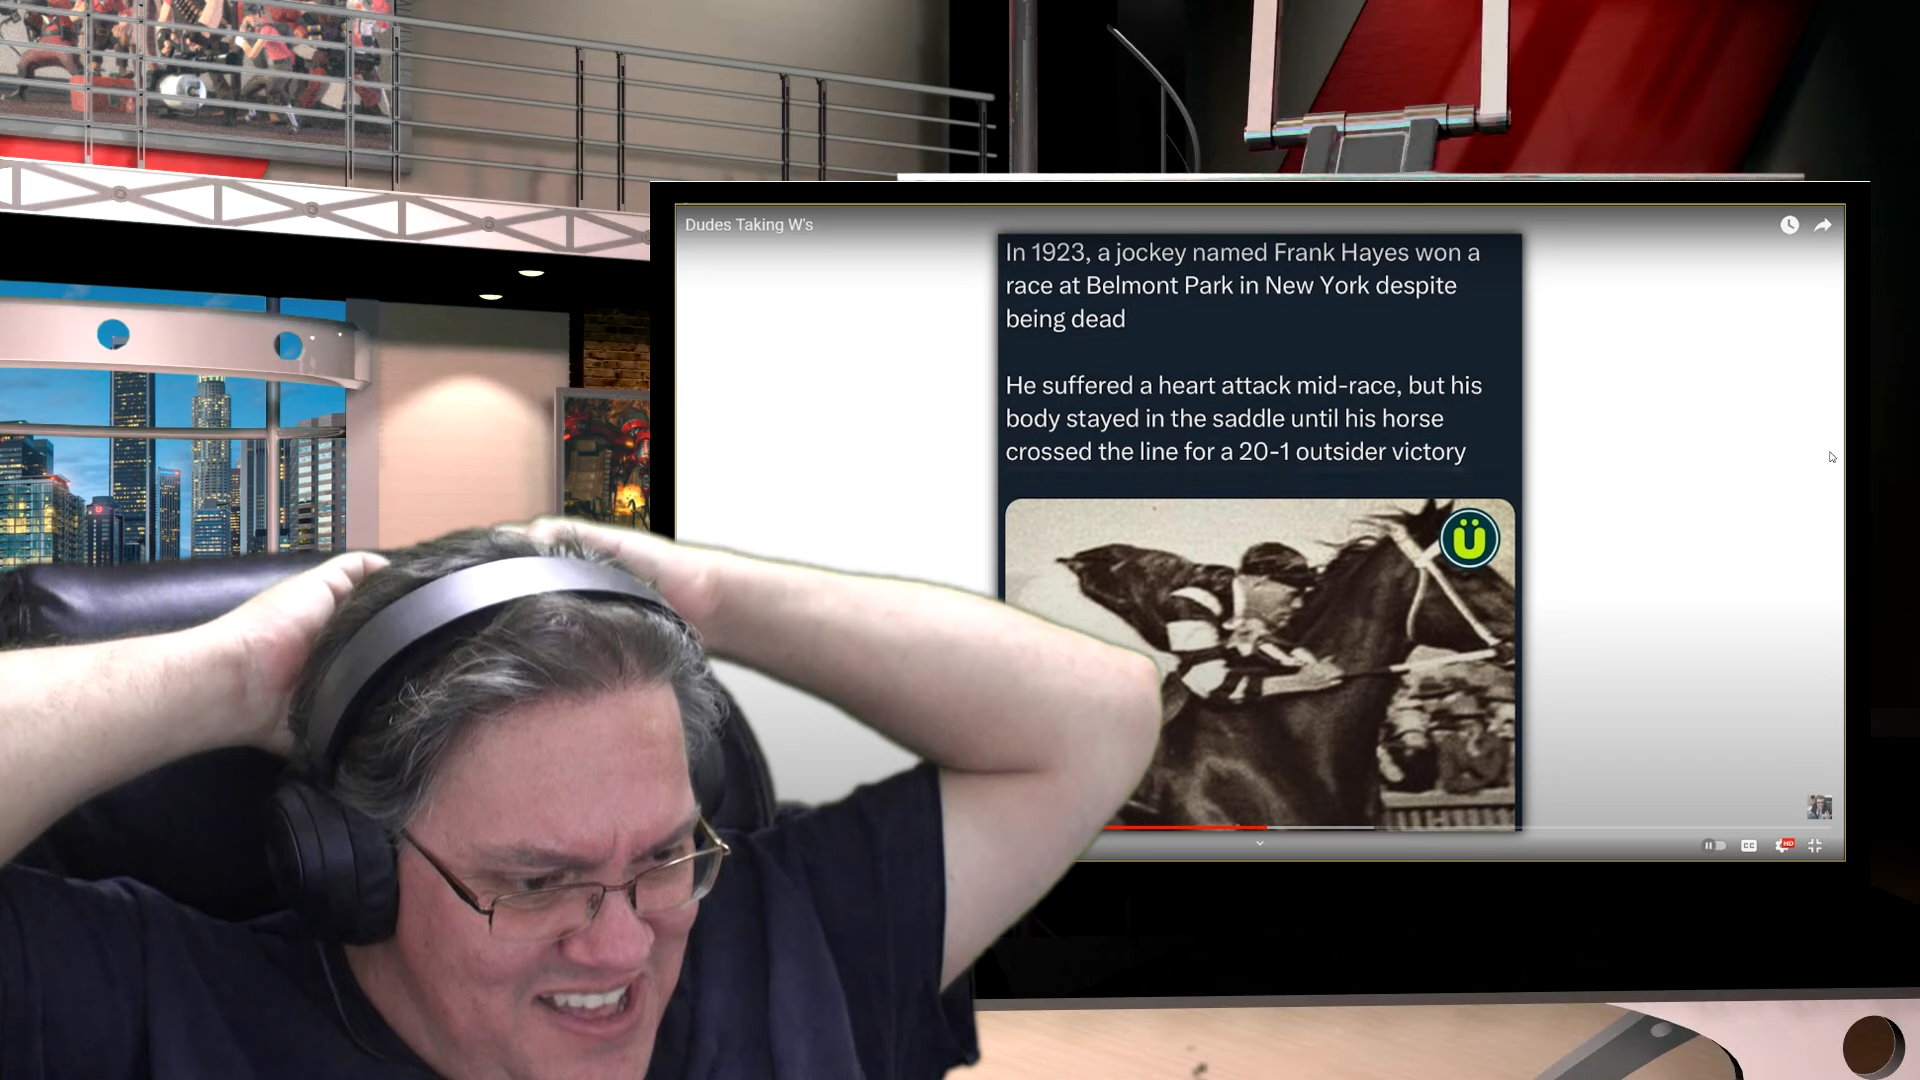 Dudes Taking W's
In 1923, a jockey named Frank Hayes won a
race at Belmont Park in New York despite
being dead
He suffered a heart attack mid-race, but his
body stayed in the saddle until his horse
crossed the line for a 20-1 outsider victory
Ü
CC
HD